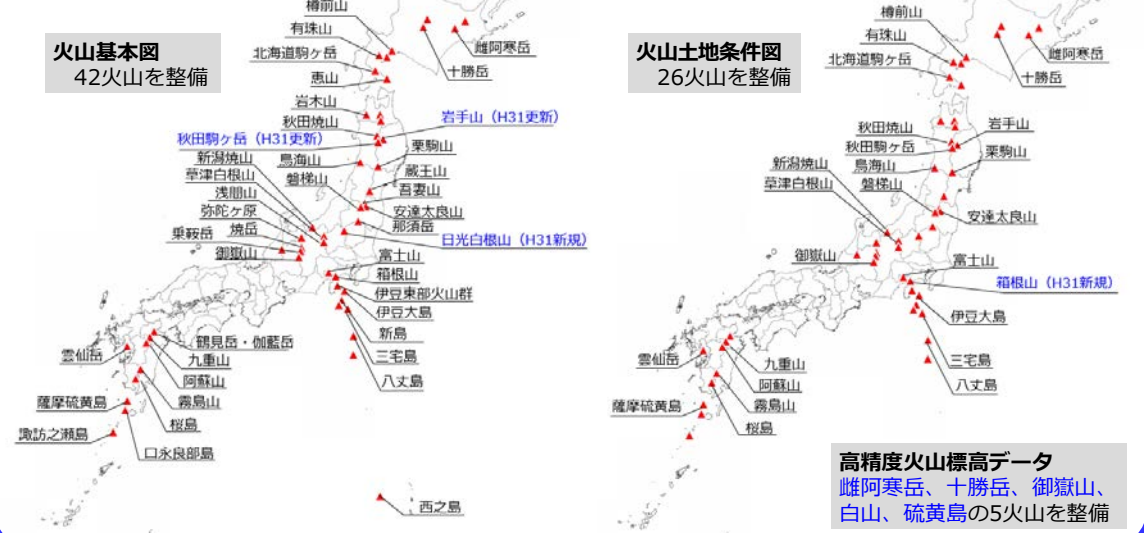 火山基本図
42火山を整備
樽前山
有珠山
北海道駒ヶ岳
恵山
岩木山
秋田焼山
秋田駒ヶ岳（H31更新）
新潟焼山
鳥海山
草津白根山
磐梯山
浅間山
弥陀ヶ原
乗鞍岳
焼岳
御嶽山
雌阿寒岳
十勝岳
岩手山（H31更新）
栗駒山
蔵王山
吾妻山
安達太良山
那須岳
日光白根山（H31新規）
富士山
箱根山
伊豆東部火山群
伊豆大島
新島
三宅島
八丈島
鶴見岳・伽藍岳
雲仙岳
九重山
阿蘇山
霧島山
薩摩硫黄島
桜島
諏訪之瀬島
口永良部島
西之島
火山土地条件図
26火山を整備
樽前山
有珠山
北海道駒ヶ岳
雌阿寒岳
十勝岳
秋田焼山
岩手山
秋田駒ヶ岳
栗駒山
新潟焼山
鳥海山
草津白根山
磐梯山
安達太良山
御嶽山
富士山
箱根山（H31新規）
伊豆大島
三宅島
八丈島
雲仙岳
九重山
阿蘇山
霧島山
薩摩硫黄島
桜島
高精度火山標高データ
雌阿寒岳、十勝岳、御嶽山、
白山、硫黄島の5火山を整備